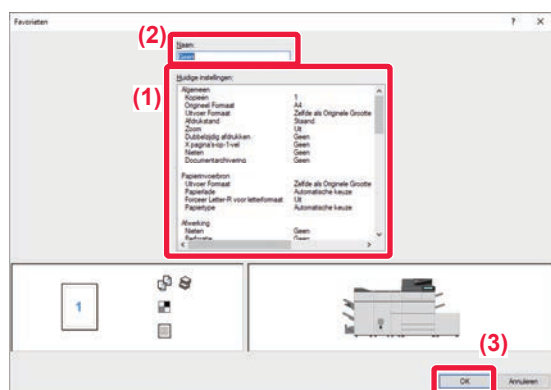 Favorieten ? ×
(2)
Naam:
(1)
Huidige instellingen:
Algemeen
Kopieën 1
Origineel Formaat A4
Uitvoer Formaat Zelfde als Originele Grootte
Afdrukstand Staand
Zoom Uit
Dubbelzijdig afdrukken Geen
X pagina's-op-1-vel Geen
Nieten Geen
Documentarchivering Geen
Papierinvoerbron
Uitvoer Formaat Zelfde als Originele Grootte
Papierlade Automatische keuze
Forceer Letter-R voor letterformaat Uit
Papiertype Automatische keuze
Afwerking
Nieten Geen
Perforatie Geen
1
(3)
OK Annuleren